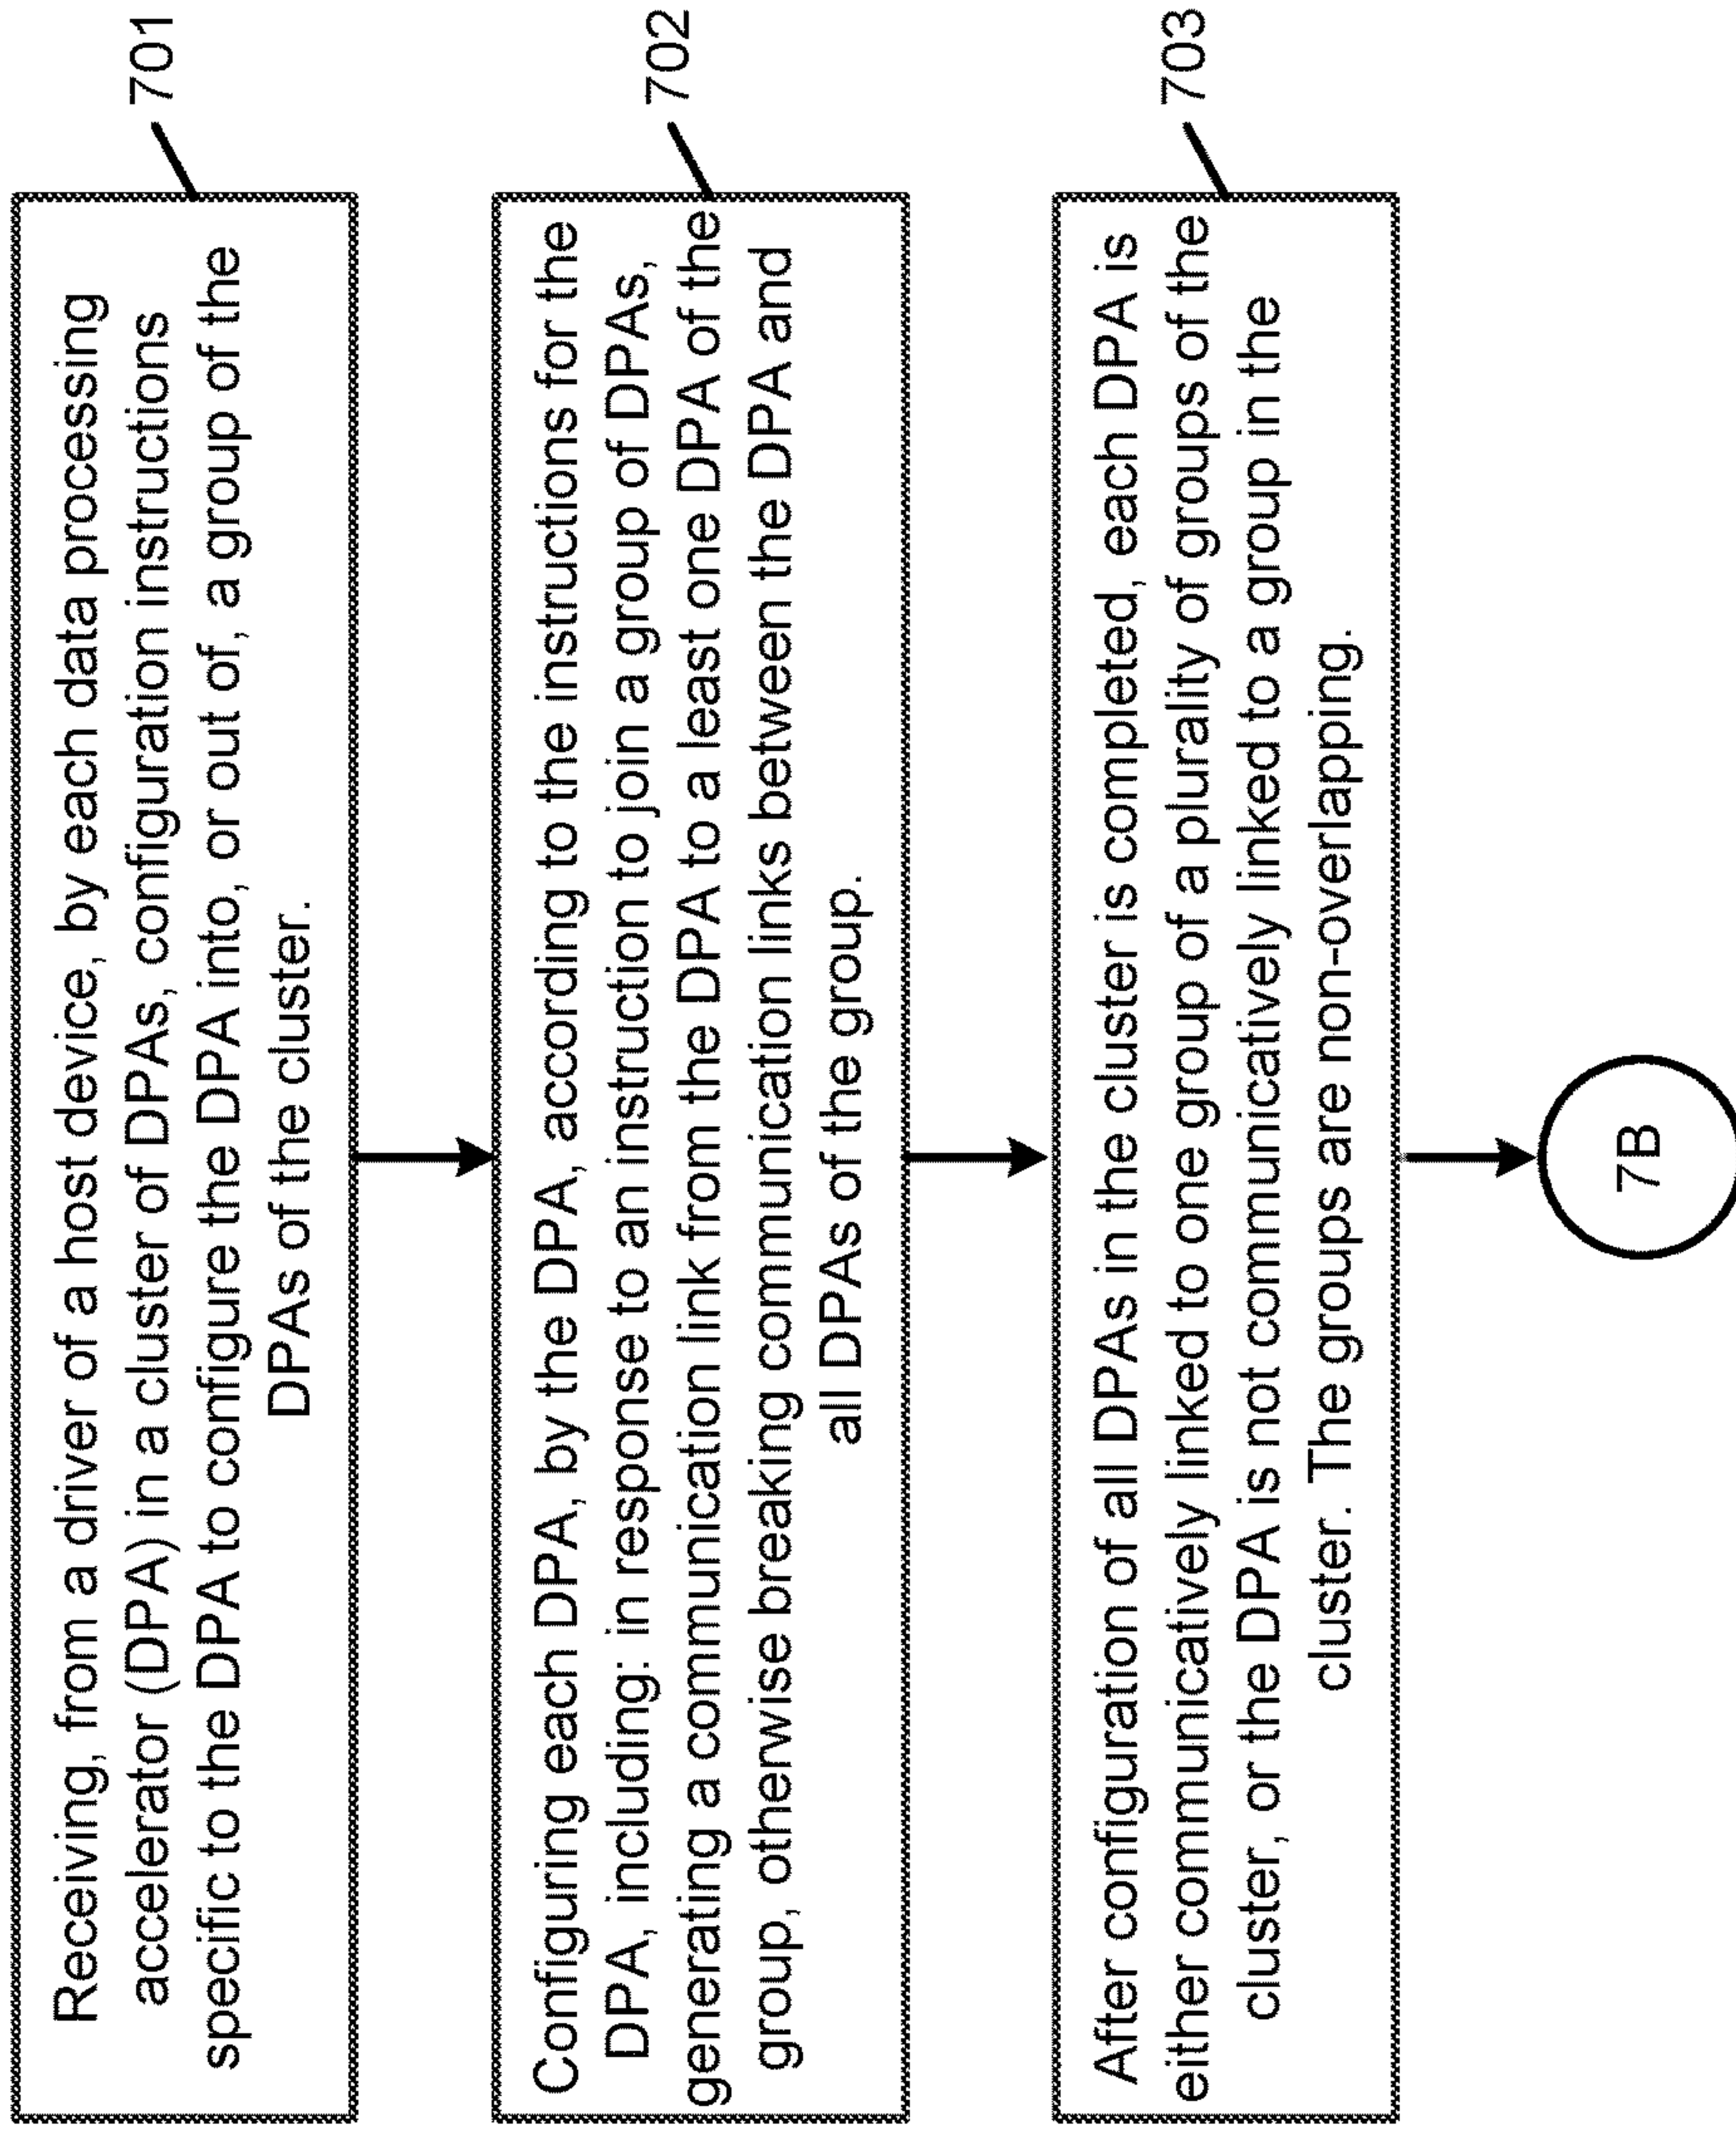 Receiving, from a driver of a host device, by each data processing
accelerator (DPA) in a cluster of DPAs, configuration instructions
specific to the DPA to configure the DPA into, or out of, a group of the
DPAs of the cluster.
701
Configuring each DPA, by the DPA, according to the instructions for the
DPA, including: in response to an instruction to join a group of DPAs,
generating a communication link from the DPA to a least one DPA of the
group, otherwise breaking communication links between the DPA and
all DPAs of the group.
702
After configuration of all DPAs in the cluster is completed, each DPA is
either communicatively linked to one group of a plurality of groups of the
cluster, or the DPA is not communicatively linked to a group in the
cluster. The groups are non-overlapping.
703
7B